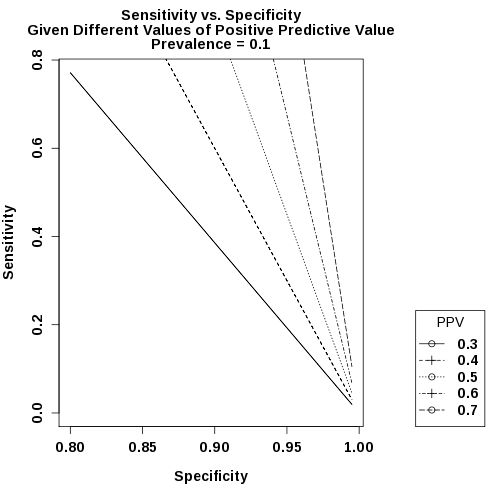 Sensitivity vs. Specificity
Given Different Values of Positive Predictive Value
Prevalence = 0.1
0.8
0.6
0.4
0.2
0.0
Sensitivity
0.80 0.85 0.90 0.95 1.00
Specificity
PPV
0.3
0.4
0.5
0.6
0.7